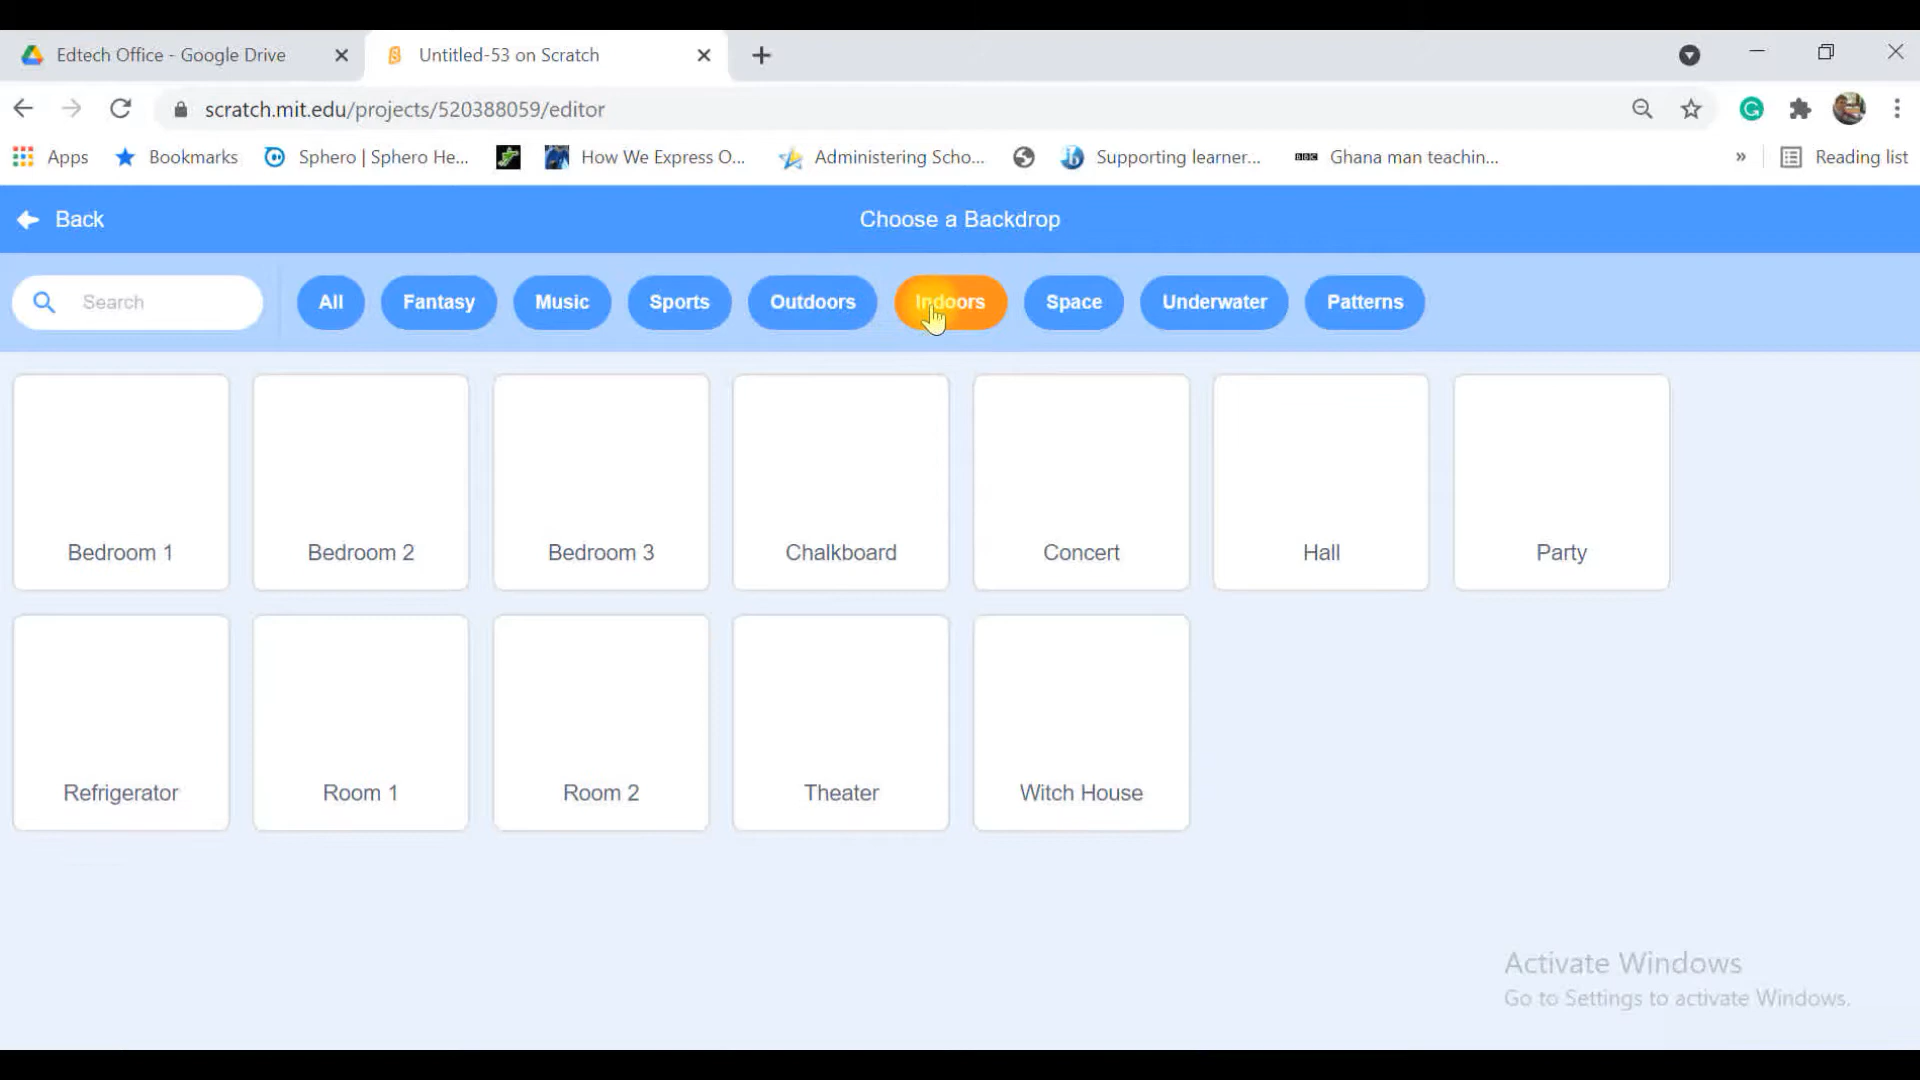 Edtech Office - Google Drive
Untitled-53 on Scratch
scratch.mit.edu/projects/520388059/editor
Apps
Bookmarks
Sphero | Sphero He...
How We Express O...
Administering Scho...
Supporting learner...
BBC
Ghana man teachin...
»
Reading list
Back
Choose a Backdrop
Search
All
Fantasy
Music
Sports
Outdoors
Indoors
Space
Underwater
Patterns
Bedroom 1
Bedroom 2
Bedroom 3
Chalkboard
Concert
Hall
Party
Refrigerator
Room 1
Room 2
Theater
Witch House
Activate Windows
Go to Settings to activate Windows.